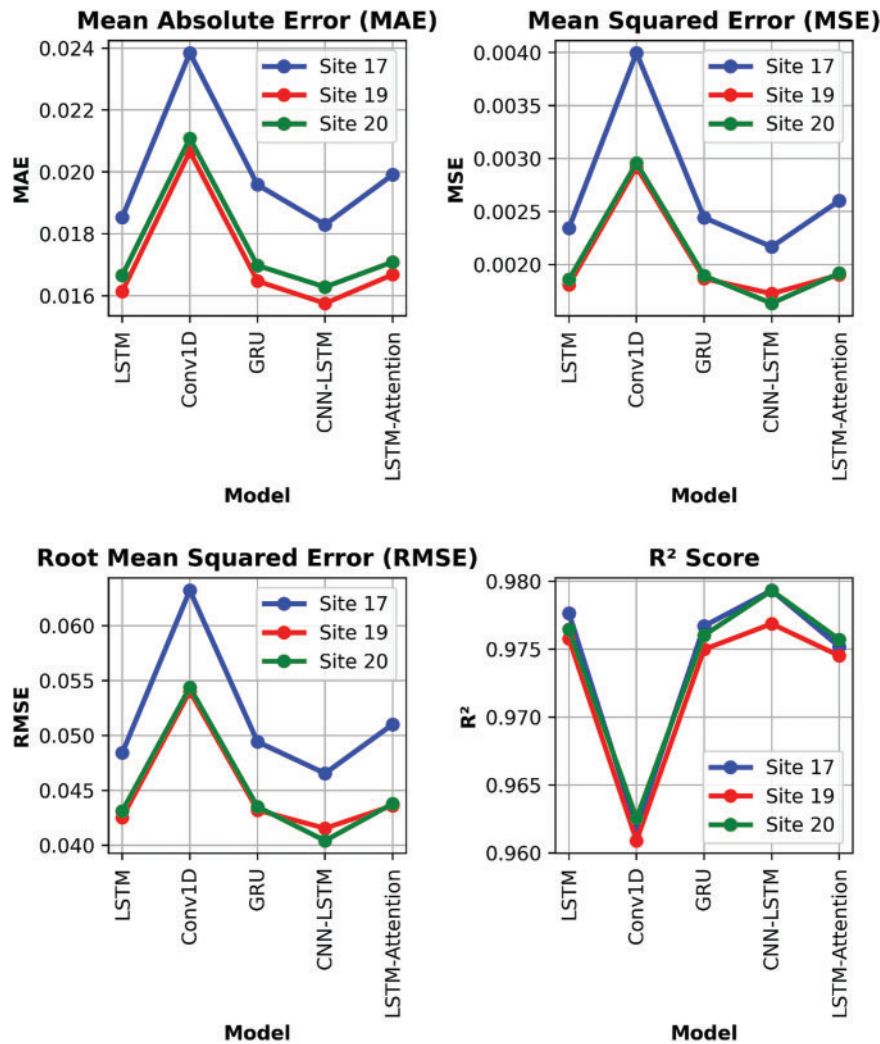 Mean Absolute Error (MAE)
0.024
0.022
0.020
0.018
0.016
MAE
Site 17
Site 19
Site 20
LSTM
Conv1D
GRU
CNN-LSTM
LSTM-Attention
Model
Mean Squared Error (MSE)
0.0040
0.0035
0.0030
0.0025
0.0020
MSE
Site 17
Site 19
Site 20
LSTM
Conv1D
GRU
CNN-LSTM
LSTM-Attention
Model
Root Mean Squared Error (RMSE)
0.060
0.055
0.050
0.045
0.040
RMSE
Site 17
Site 19
Site 20
LSTM
Conv1D
GRU
CNN-LSTM
LSTM-Attention
Model
R² Score
0.980
0.975
0.970
0.965
0.960
R²
Site 17
Site 19
Site 20
LSTM
Conv1D
GRU
CNN-LSTM
LSTM-Attention
Model